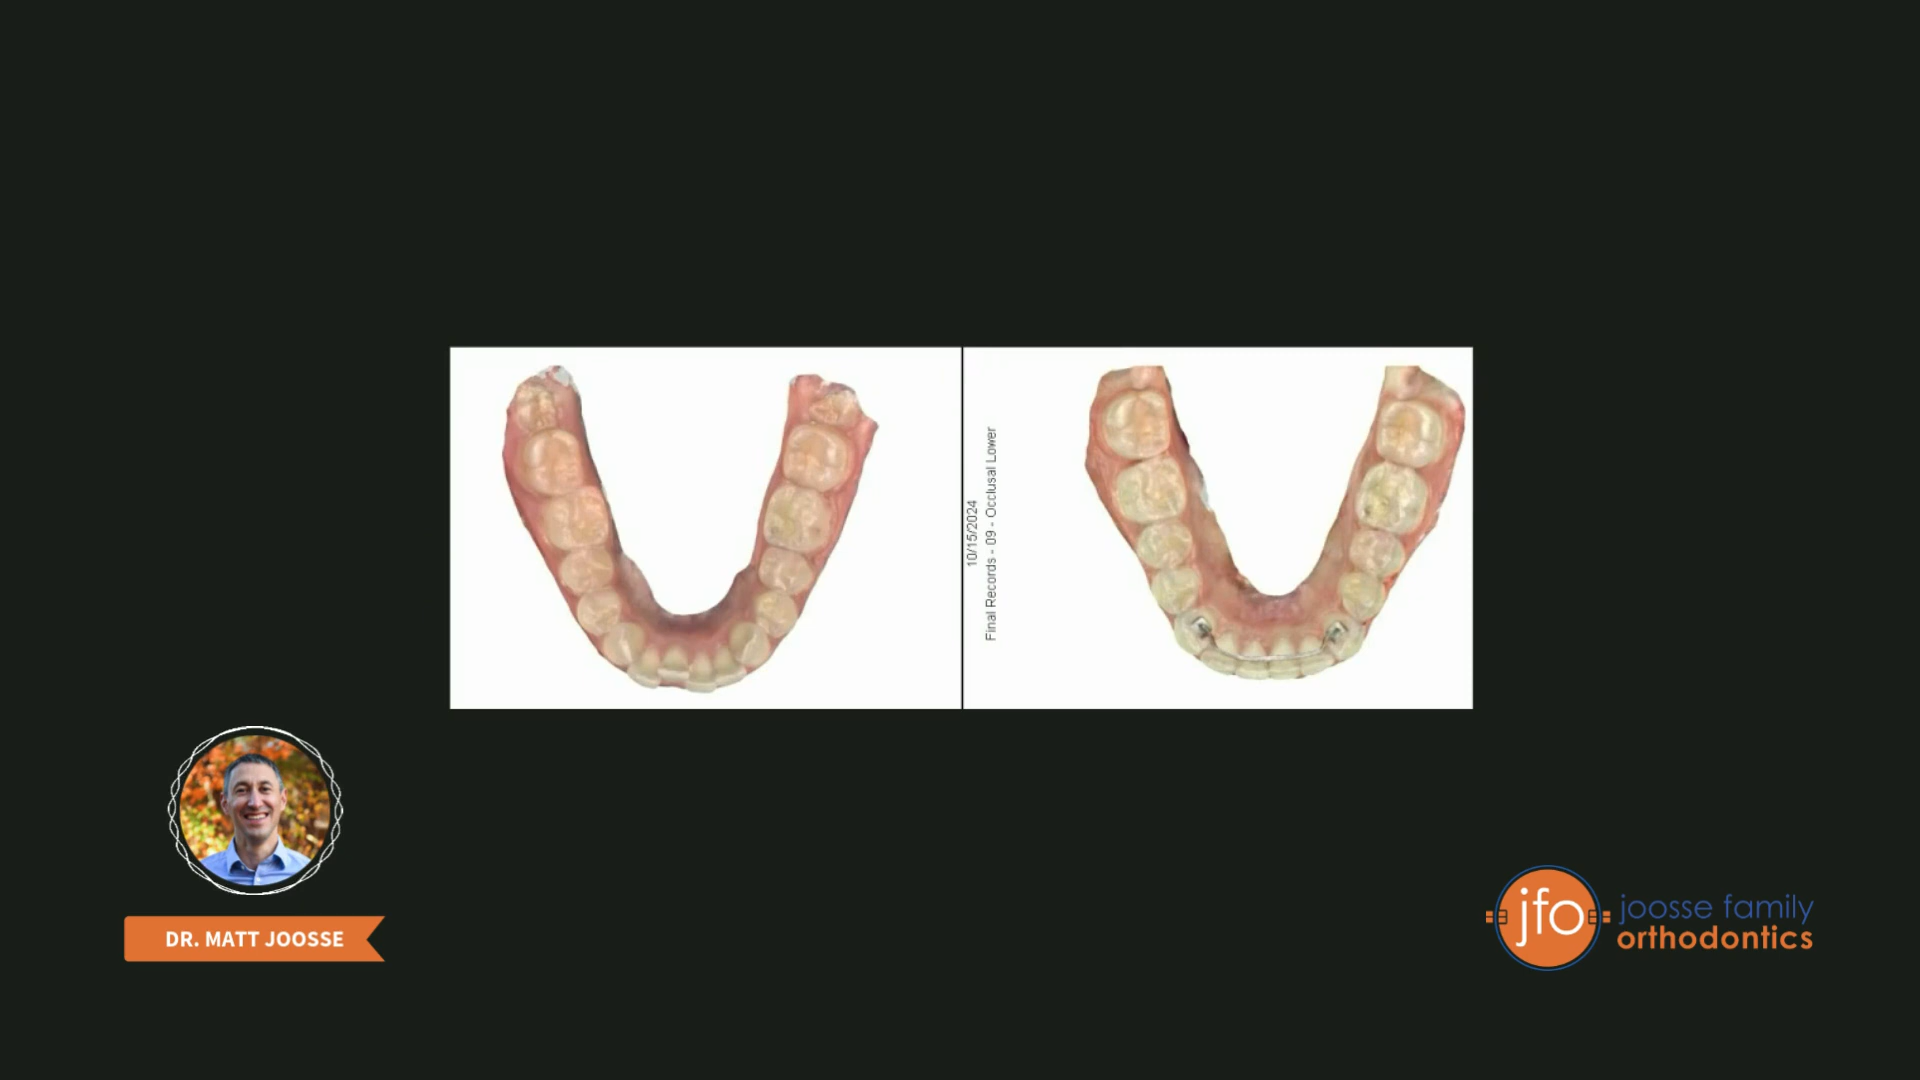 10/15/2024
Final Records - 09 - Occlusal Lower
DR. MATT JOOSSE
jfo
joosse family
orthodontics